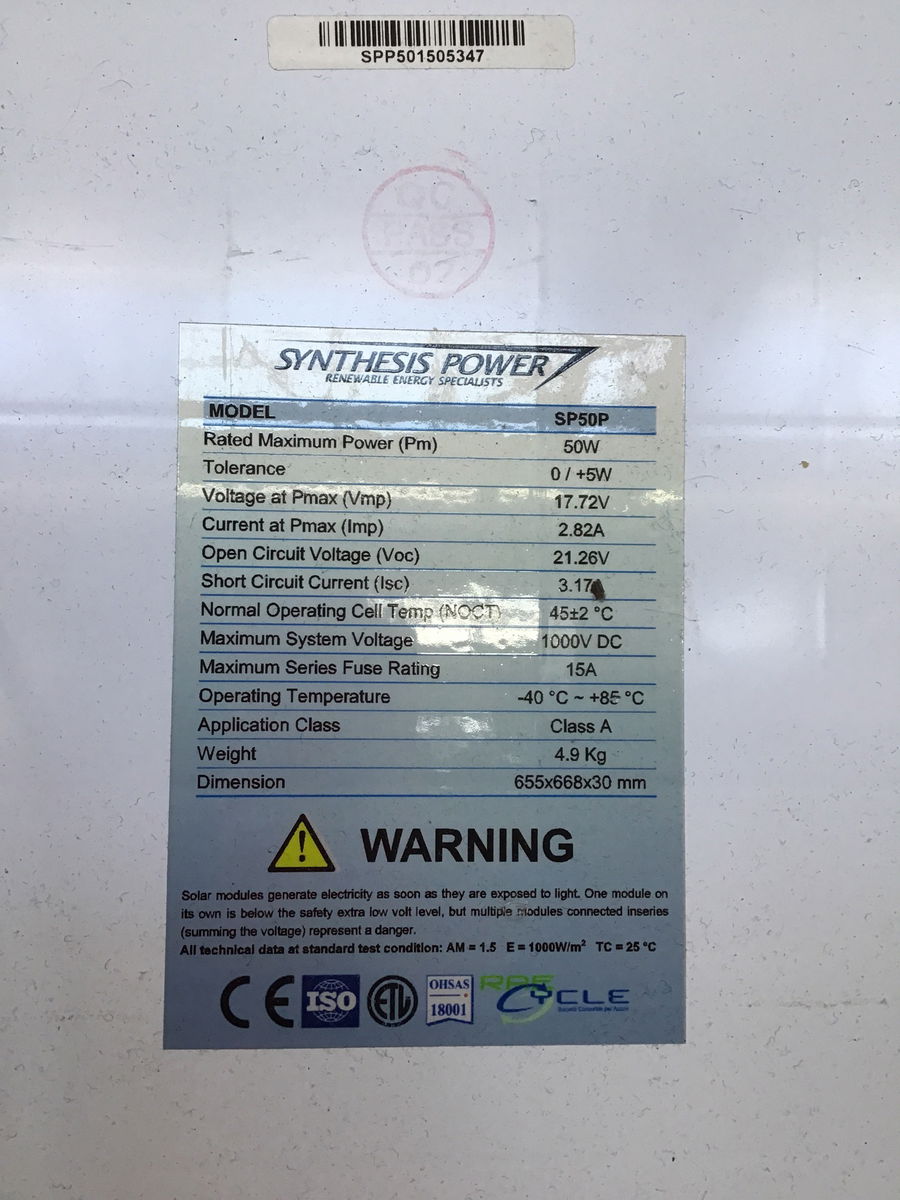 SPP501505347
QC
PASS
07
SYNTHESIS POWER
RENEWABLE ENERGY SPECIALISTS
MODEL SP50P
Rated Maximum Power (Pm) 50W
Tolerance 0 / +5W
Voltage at Pmax (Vmp) 17.72V
Current at Pmax (Imp) 2.82A
Open Circuit Voltage (Voc) 21.26V
Short Circuit Current (Isc) 3.17
Normal Operating Cell Temp (NOCT) 45±2 °C
Maximum System Voltage 1000V DC
Maximum Series Fuse Rating 15A
Operating Temperature -40 °C ~ +85 °C
Application Class Class A
Weight 4.9 Kg
Dimension 655x668x30 mm
WARNING
Solar modules generate electricity as soon as they are exposed to light. One module on
its own is below the safety extra low volt level, but multiple modules connected inseries
(summing the voltage) represent a danger.
All technical data at standard test condition: AM = 1.5 E = 1000W/m² TC = 25 °C
CE ISO ETL OHSAS 18001 CYCLE